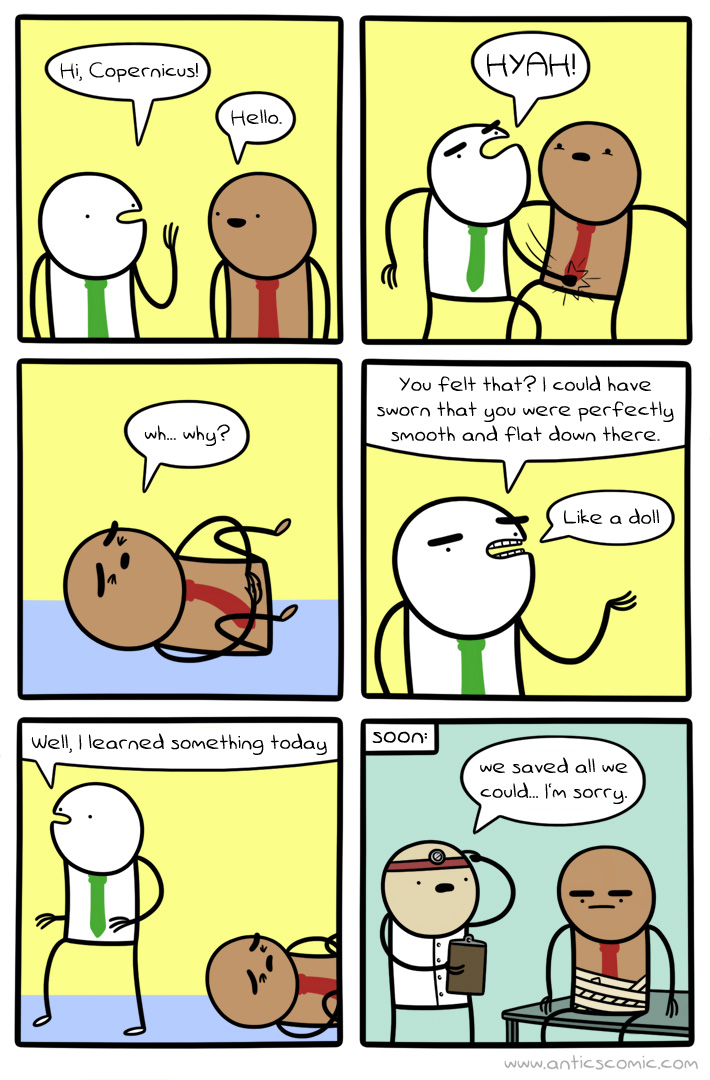 Hi, Copernicus!
Hello.
HYAH!
wh... why?
You felt that? I could have
sworn that you were perfectly
smooth and flat down there.
Like a doll
Well, I learned something today
soon:
we saved all we
could... I'm sorry.
www.anticscomic.com